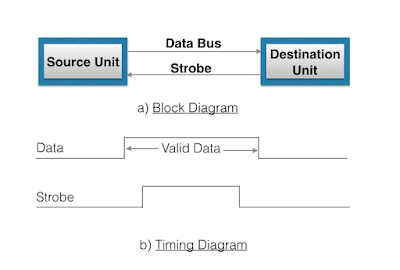 Data Bus
Source Unit
Strobe
Destination
Unit
a) Block Diagram
Data
Valid Data
Strobe
b) Timing Diagram